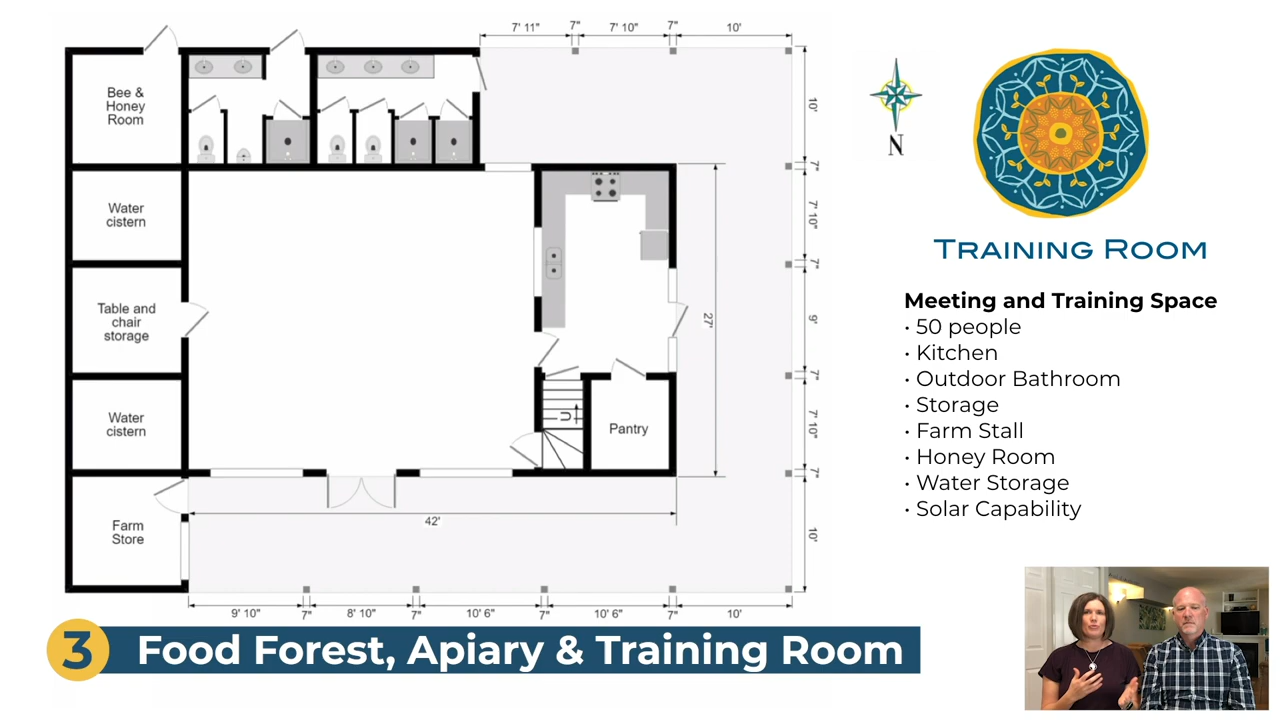 7' 11"
7"
7' 10"
7"
10'
Bee &
Honey
Room
10'
7"
Water
cistern
7' 10"
7"
Table and
chair
storage
9'
27'
7"
Water
cistern
U
Pantry
7' 10"
7"
Farm
Store
42'
10'
9' 10"
7"
8' 10"
7"
10' 6"
7"
10' 6"
7"
10'
N
Training Room
Meeting and Training Space
• 50 people
• Kitchen
• Outdoor Bathroom
• Storage
• Farm Stall
• Honey Room
• Water Storage
• Solar Capability
3 Food Forest, Apiary & Training Room